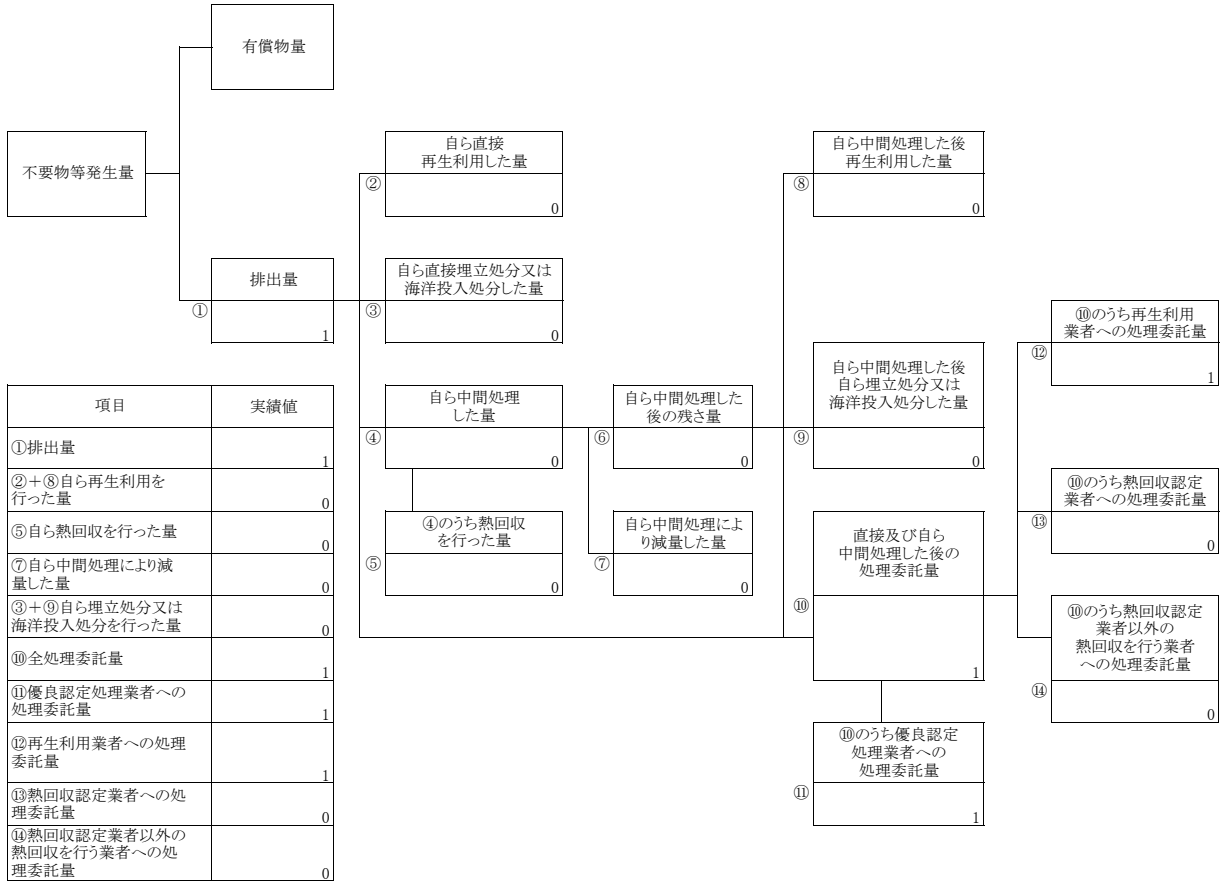 有償物量
不要物等発生量
自ら直接
再生利用した量
②
0
自ら中間処理した後
再生利用した量
⑧
0
排出量
①
1
自ら直接埋立処分又は
海洋投入処分した量
③
0
⑩のうち再生利用
業者への処理委託量
⑫
1
自ら中間処理
した量
④
0
自ら中間処理した
後の残さ量
⑥
0
自ら中間処理した後
自ら埋立処分又は
海洋投入処分した量
⑨
0
⑩のうち熱回収認定
業者への処理委託量
⑬
0
④のうち熱回収
を行った量
⑤
0
自ら中間処理によ
り減量した量
⑦
0
直接及び自ら
中間処理した後の
処理委託量
⑩
1
⑩のうち熱回収認定
業者以外の
熱回収を行う業者
への処理委託量
⑭
0
⑩のうち優良認定
処理業者への
処理委託量
⑪
1
項目 実績値
①排出量
1
②+⑧自ら再生利用を
行った量
0
⑤自ら熱回収を行った量
0
⑦自ら中間処理により減
量した量
0
③+⑨自ら埋立処分又は
海洋投入処分を行った量
0
⑩全処理委託量
1
⑪優良認定処理業者への
処理委託量
1
⑫再生利用業者への処理
委託量
1
⑬熱回収認定業者への処
理委託量
0
⑭熱回収認定業者以外の
熱回収を行う業者への処
理委託量
0